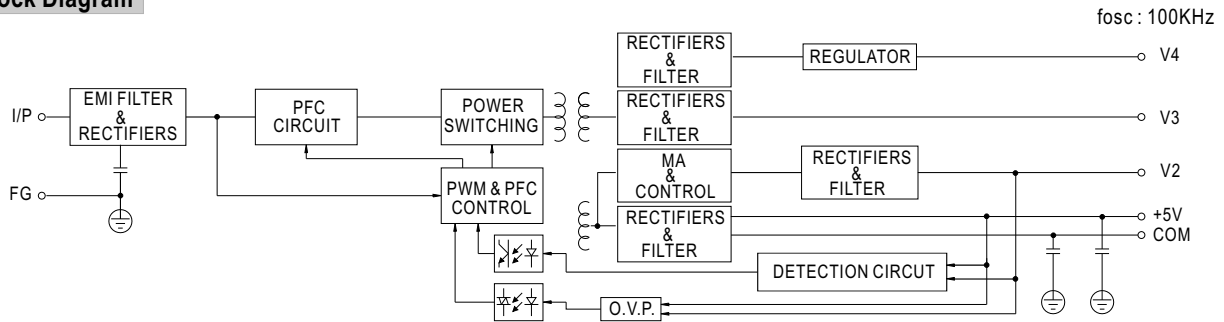 ock Diagram
fosc : 100KHz
RECTIFIERS
&
FILTER
REGULATOR
V4
I/P
EMI FILTER
&
RECTIFIERS
PFC
CIRCUIT
POWER
SWITCHING
RECTIFIERS
&
FILTER
V3
MA
&
CONTROL
RECTIFIERS
&
FILTER
V2
FG
PWM & PFC
CONTROL
RECTIFIERS
&
FILTER
+5V
COM
DETECTION CIRCUT
O.V.P.